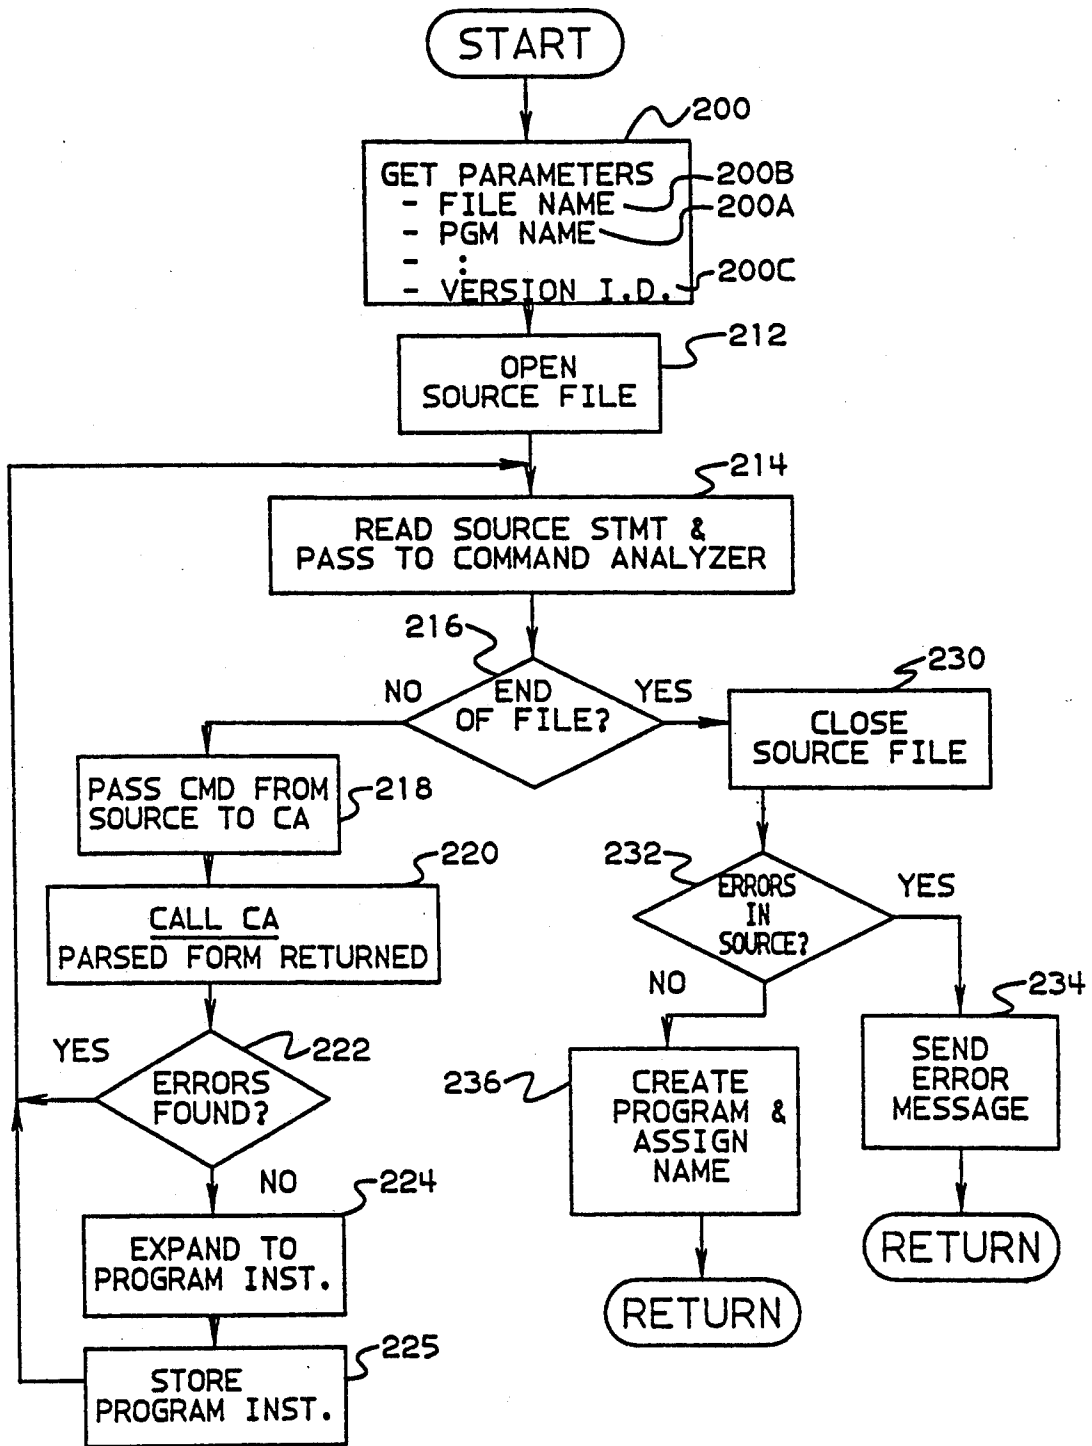 START
200
GET PARAMETERS
- FILE NAME
200B
- PGM NAME
200A
- :
- VERSION I.D.
200C
212
OPEN
SOURCE FILE
214
READ SOURCE STMT &
PASS TO COMMAND ANALYZER
216
NO
END
OF FILE?
YES
230
CLOSE
SOURCE FILE
PASS CMD FROM
SOURCE TO CA
218
220
CALL CA
PARSED FORM RETURNED
232
ERRORS
IN
SOURCE?
YES
NO
YES
222
ERRORS
FOUND?
NO
234
SEND
ERROR
MESSAGE
236
CREATE
PROGRAM &
ASSIGN
NAME
224
EXPAND TO
PROGRAM INST.
RETURN
RETURN
225
STORE
PROGRAM INST.